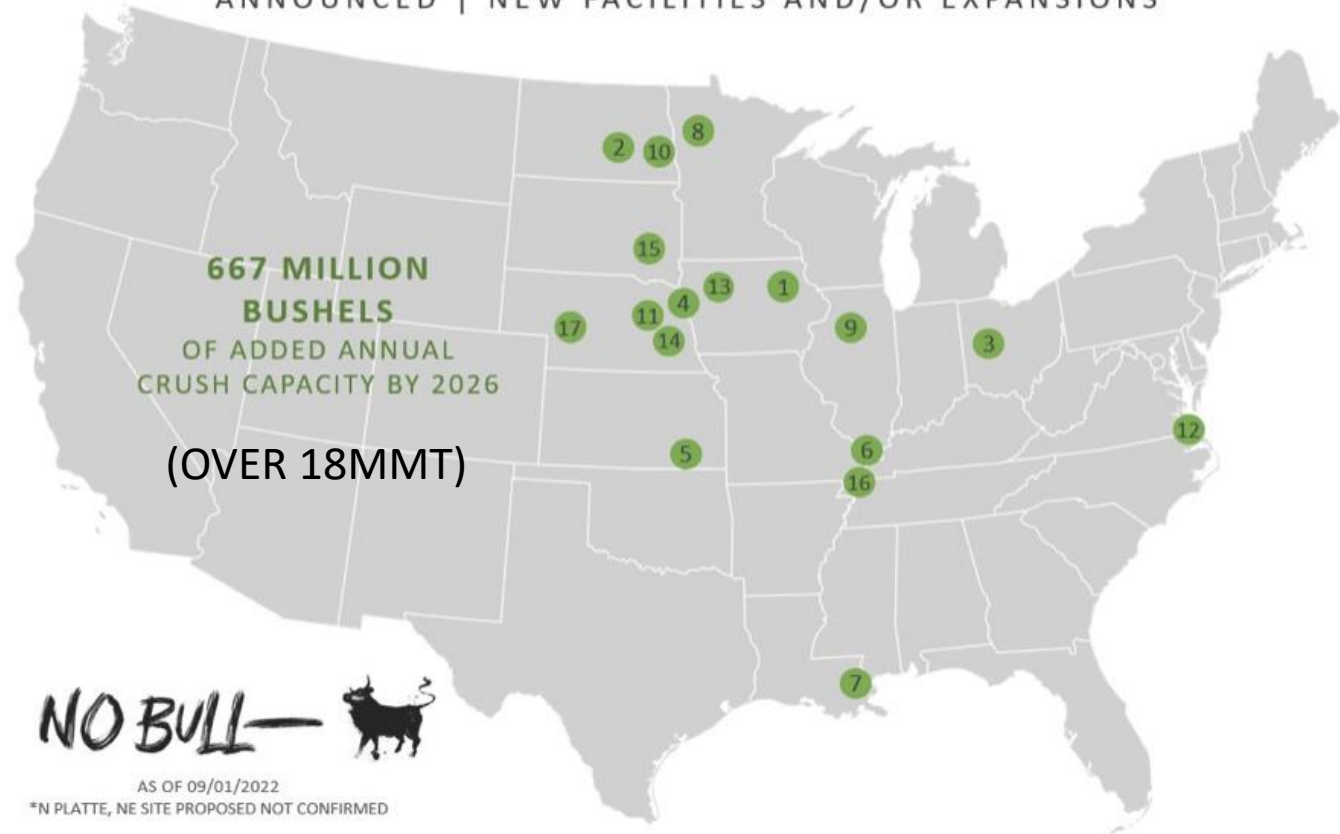 ANNOUNCED | NEW FACILITIES AND/OR EXPANSIONS
8
2
10
15
667 MILLION
BUSHELS
OF ADDED ANNUAL
CRUSH CAPACITY BY 2026
(OVER 18MMT)
13
1
4
11
17
14
9
3
12
5
6
16
7
NO BULL
AS OF 09/01/2022
*N PLATTE, NE SITE PROPOSED NOT CONFIRMED